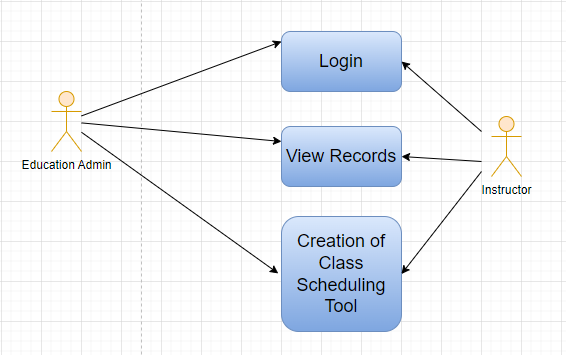 Login
Education Admin
View Records
Instructor
Creation of
Class
Scheduling
Tool